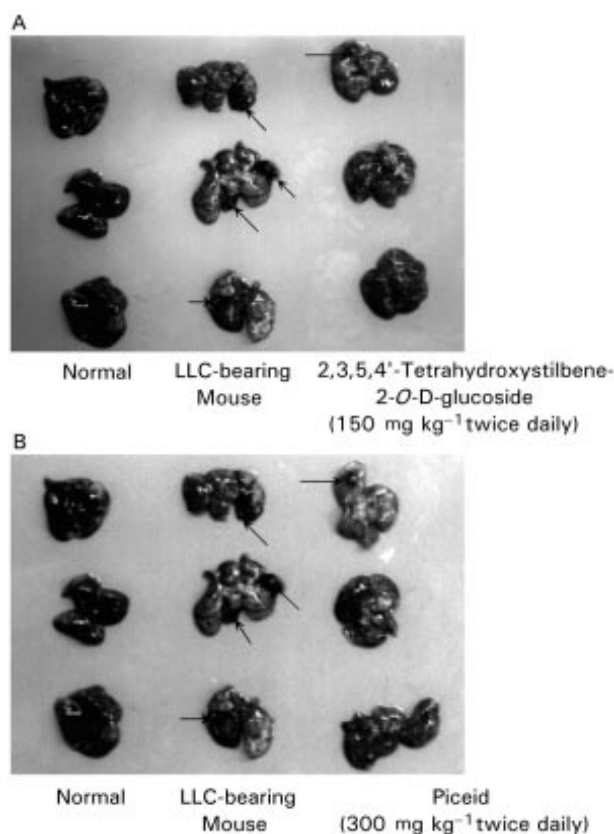 A
Normal
LLC-bearing
Mouse
2,3,5,4'-Tetrahydroxystilbene-
2-O-D-glucoside
(150 mg kg⁻¹ twice daily)
B
Normal
LLC-bearing
Mouse
Piceid
(300 mg kg⁻¹ twice daily)